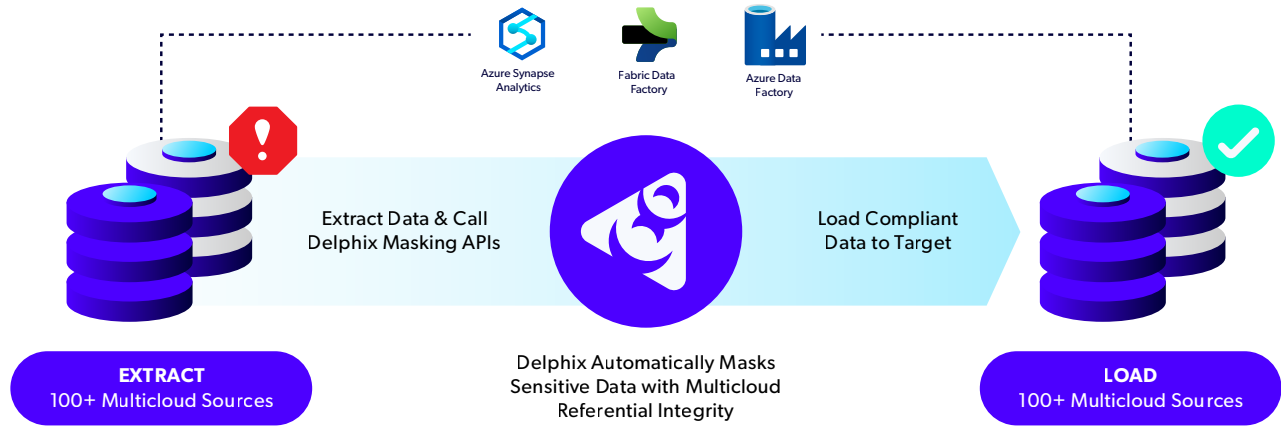 Azure Synapse
Analytics
Fabric Data
Factory
Azure Data
Factory
Extract Data & Call
Delphix Masking APIs
Load Compliant
Data to Target
EXTRACT
100+ Multicloud Sources
Delphix Automatically Masks
Sensitive Data with Multicloud
Referential Integrity
LOAD
100+ Multicloud Sources